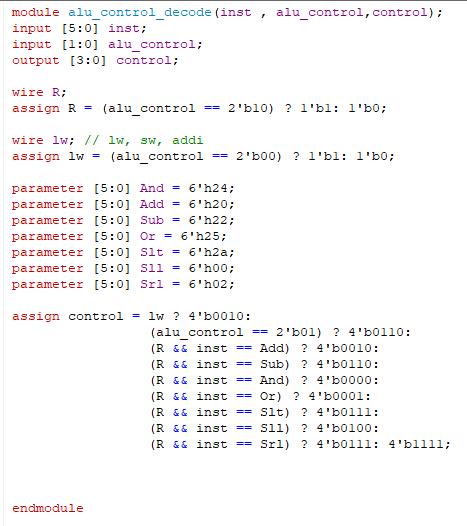 module alu_control_decode(inst , alu_control,control);
input [5:0] inst;
input [1:0] alu_control;
output [3:0] control;
wire R;
assign R = (alu_control == 2'b10) ? 1'b1: 1'b0;
wire lw; // lw, sw, addi
assign lw = (alu_control == 2'b00) ? 1'b1: 1'b0;
parameter [5:0] And = 6'h24;
parameter [5:0] Add = 6'h20;
parameter [5:0] Sub = 6'h22;
parameter [5:0] Or = 6'h25;
parameter [5:0] Slt = 6'h2a;
parameter [5:0] Sll = 6'h00;
parameter [5:0] Srl = 6'h02;
assign control = lw ? 4'b0010:
(alu_control == 2'b01) ? 4'b0110:
(R && inst == Add) ? 4'b0010:
(R && inst == Sub) ? 4'b0110:
(R && inst == And) ? 4'b0000:
(R && inst == Or) ? 4'b0001:
(R && inst == Slt) ? 4'b0111:
(R && inst == Sll) ? 4'b0100:
(R && inst == Srl) ? 4'b0111: 4'b1111;
endmodule